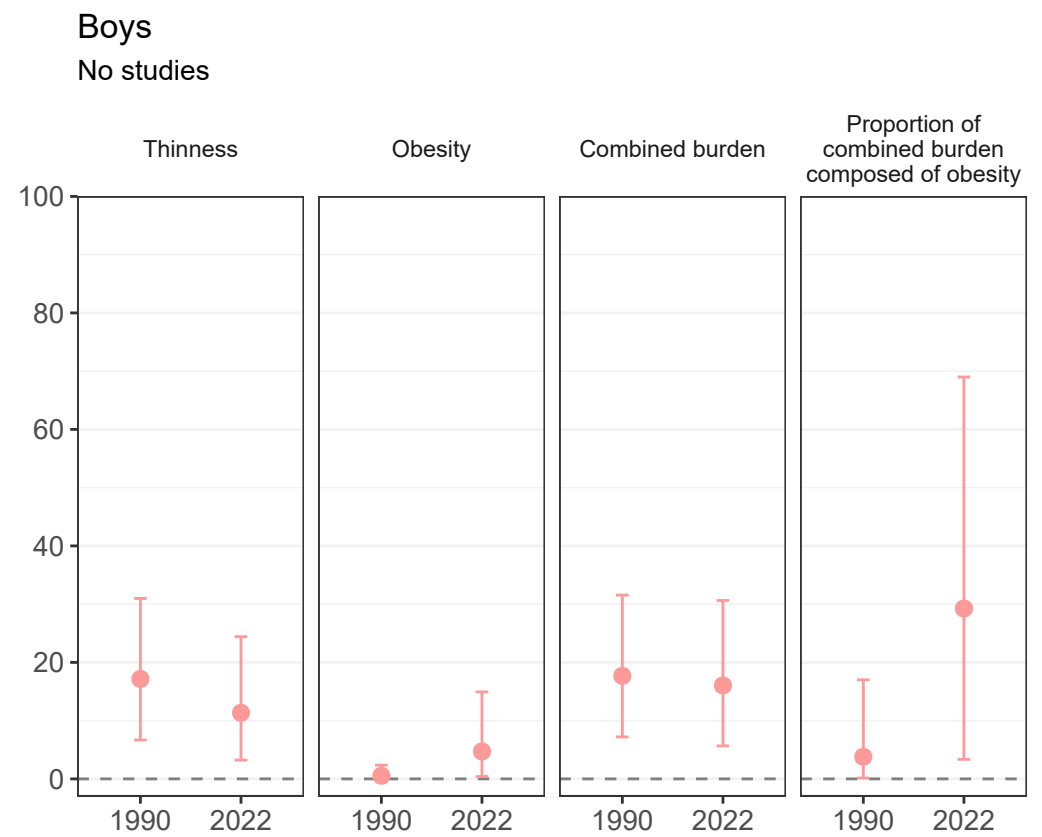 Boys
No studies
Thinness
Obesity
Combined burden
Proportion of
combined burden
composed of obesity
100
80
60
40
20
0
1990 2022 1990 2022 1990 2022 1990 2022